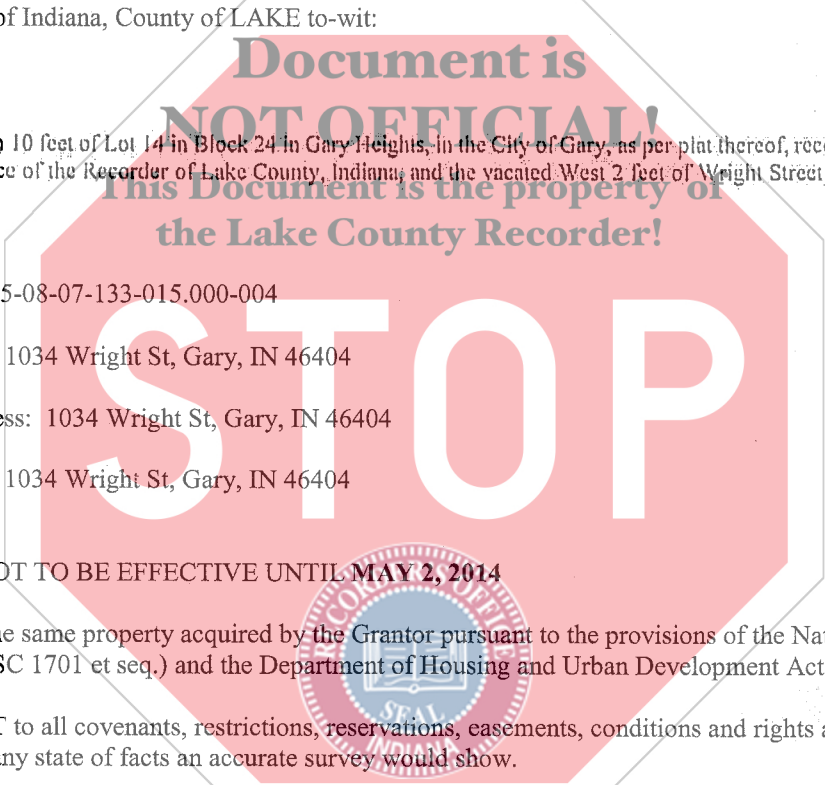 of Indiana, County of LAKE to-wit:
Document is
NOT OFFICIAL!
10 feet of Lot 14 in Block 24 in Gary Heights, in the City of Gary, as per plat thereof, rec
ce of the Recorder of Lake County, Indiana, and the vacated West 2 feet of Wright Street
This Document is the property of
the Lake County Recorder!
5-08-07-133-015.000-004
1034 Wright St, Gary, IN 46404
ess: 1034 Wright St, Gary, IN 46404
1034 Wright St, Gary, IN 46404
STOP
OT TO BE EFFECTIVE UNTIL MAY 2, 2014
e same property acquired by the Grantor pursuant to the provisions of the Nat
SC 1701 et seq.) and the Department of Housing and Urban Development Act
T to all covenants, restrictions, reservations, easements, conditions and rights a
ny state of facts an accurate survey would show.
RECORDER'S OFFICE
SEAL
INDIANA